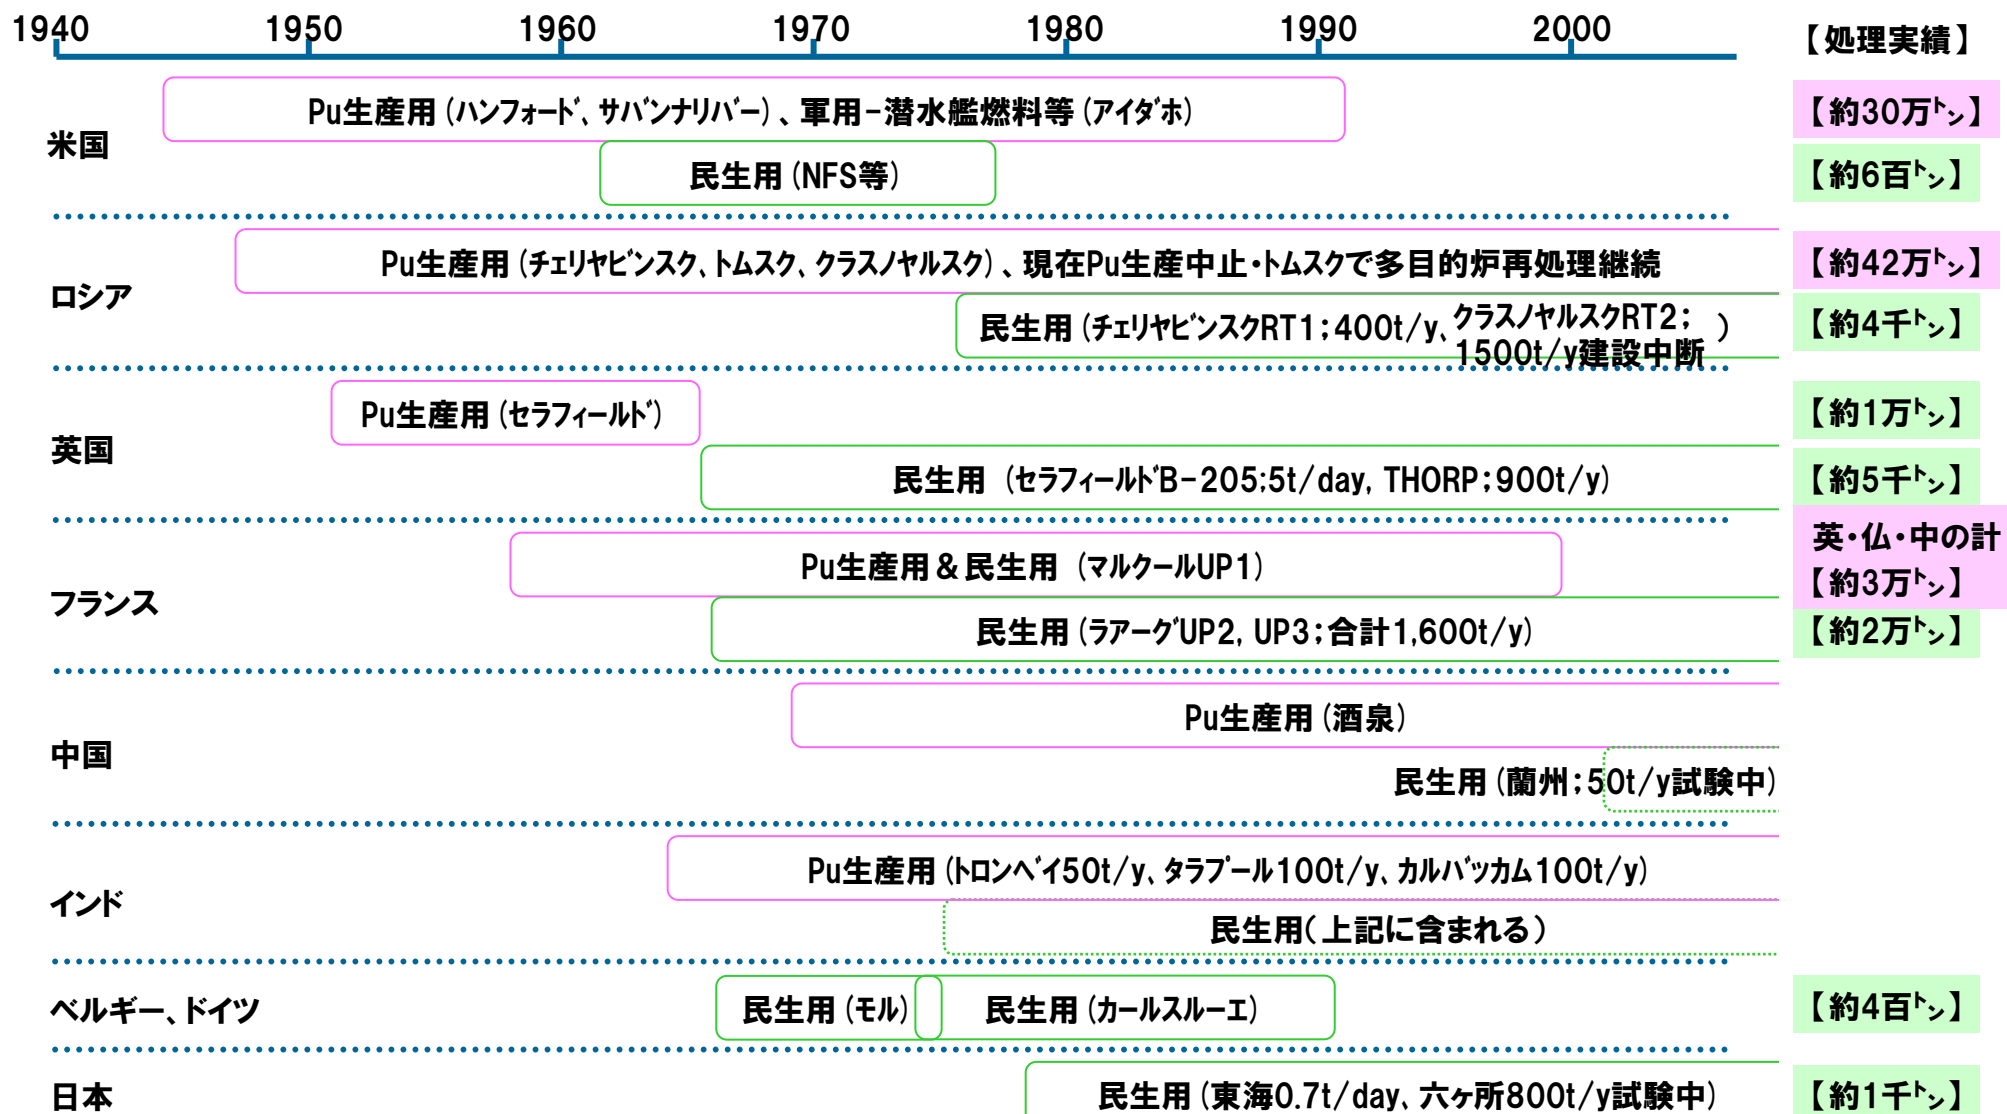 1940 1950 1960 1970 1980 1990 2000 【処理実績】
米国
Pu生産用(ハンフォード、サバンナリバー)、軍用-潜水艦燃料等(アイダホ)
【約30万トン】
民生用(NFS等)
【約6百トン】
ロシア
Pu生産用(チェリヤビンスク、トムスク、クラスノヤルスク)、現在Pu生産中止・トムスクで多目的炉再処理継続
【約42万トン】
民生用(チェリヤビンスクRT1;400t/y、クラスノヤルスクRT2;
1500t/y建設中断)
【約4千トン】
英国
Pu生産用(セラフィールド)
【約1万トン】
民生用 (セラフィールドB-205;5t/day, THORP;900t/y)
【約5千トン】
フランス
Pu生産用&民生用 (マルクールUP1)
英・仏・中の計
【約3万トン】
民生用(ラアーグUP2, UP3;合計1,600t/y)
【約2万トン】
中国
Pu生産用(酒泉)
民生用(蘭州;50t/y試験中)
インド
Pu生産用(トロンベイ50t/y、タラプール100t/y、カルパッカム100t/y)
民生用(上記に含まれる)
ベルギー、ドイツ
民生用(モル)
民生用(カールスルーエ)
【約4百トン】
日本
民生用(東海0.7t/day、六ヶ所800t/y試験中)
【約1千トン】